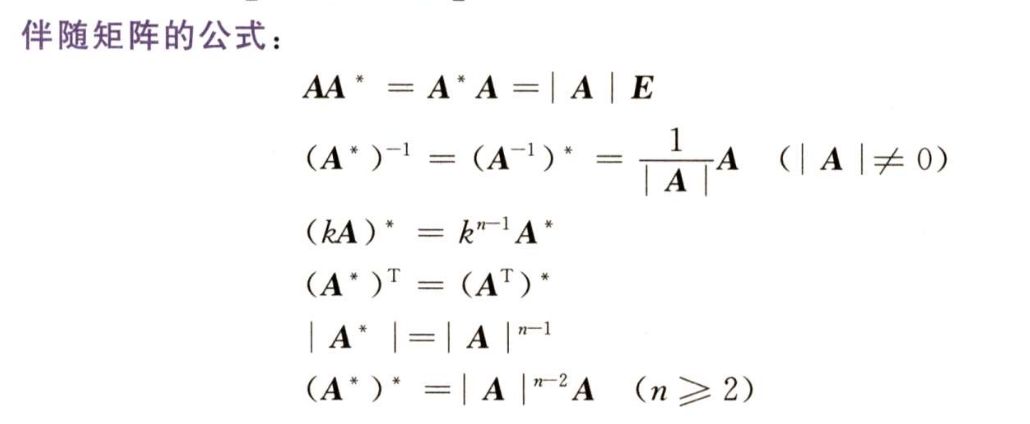 伴随矩阵的公式：
AA* = A*A = | A | E
(A*)⁻¹ = (A⁻¹)* = \frac{1}{| A |}A (| A | ≠ 0)
(kA)* = kⁿ⁻¹A*
(A*)ᵀ = (Aᵀ)*
| A* | = | A |ⁿ⁻¹
(A*)* = | A |ⁿ⁻²A (n ⩾ 2)